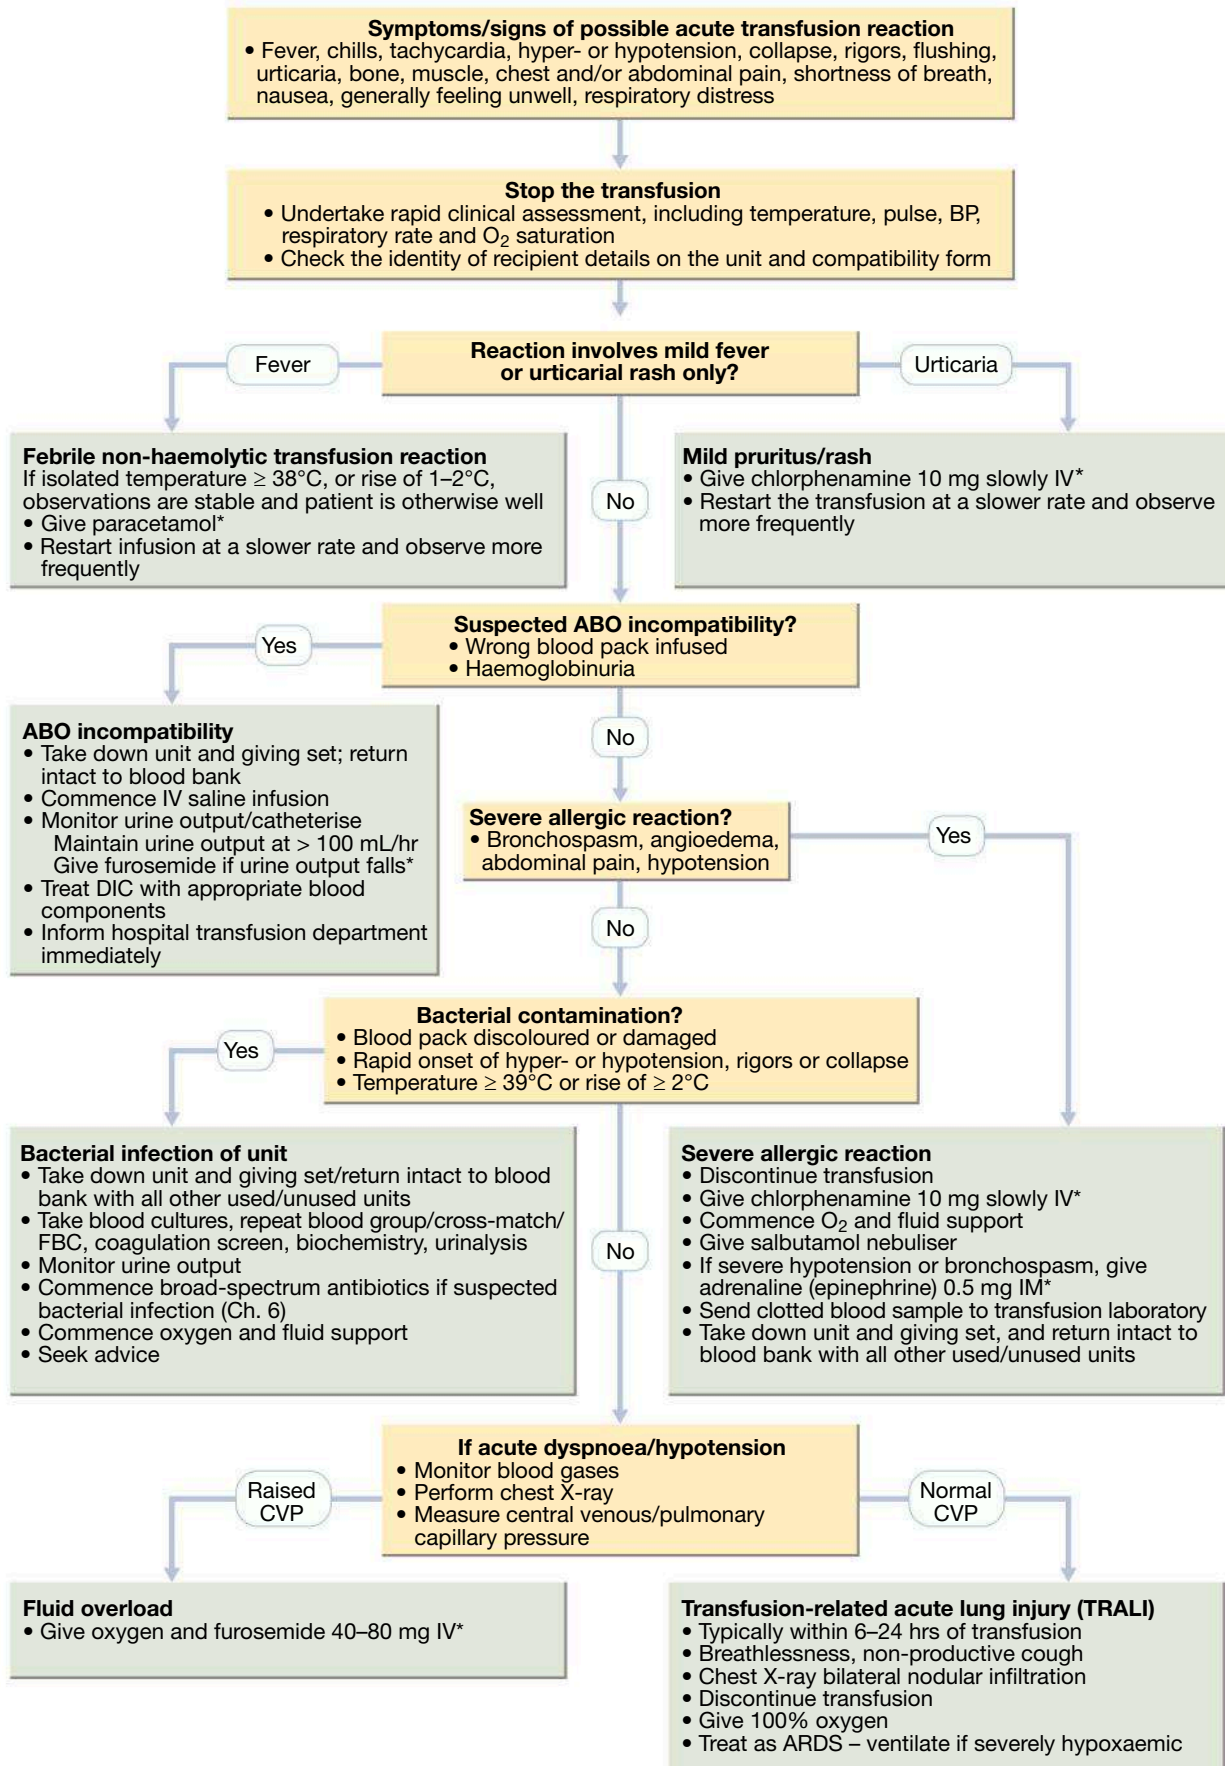 Symptoms/signs of possible acute transfusion reaction
• Fever, chills, tachycardia, hyper- or hypotension, collapse, rigors, flushing,
urticaria, bone, muscle, chest and/or abdominal pain, shortness of breath,
nausea, generally feeling unwell, respiratory distress
Stop the transfusion
• Undertake rapid clinical assessment, including temperature, pulse, BP,
respiratory rate and O₂ saturation
• Check the identity of recipient details on the unit and compatibility form
Reaction involves mild fever
or urticarial rash only?
Fever
Urticaria
Febrile non-haemolytic transfusion reaction
If isolated temperature ≥ 38°C, or rise of 1–2°C,
observations are stable and patient is otherwise well
• Give paracetamol*
• Restart infusion at a slower rate and observe more
frequently
No
Mild pruritus/rash
• Give chlorphenamine 10 mg slowly IV*
• Restart the transfusion at a slower rate and observe
more frequently
Suspected ABO incompatibility?
• Wrong blood pack infused
• Haemoglobinuria
Yes
ABO incompatibility
• Take down unit and giving set; return
intact to blood bank
• Commence IV saline infusion
• Monitor urine output/catheterise
Maintain urine output at > 100 mL/hr
Give furosemide if urine output falls*
• Treat DIC with appropriate blood
components
• Inform hospital transfusion department
immediately
No
Severe allergic reaction?
• Bronchospasm, angioedema,
abdominal pain, hypotension
Yes
No
Bacterial contamination?
• Blood pack discoloured or damaged
• Rapid onset of hyper- or hypotension, rigors or collapse
• Temperature ≥ 39°C or rise of ≥ 2°C
Yes
Bacterial infection of unit
• Take down unit and giving set/return intact to blood
bank with all other used/unused units
• Take blood cultures, repeat blood group/cross-match/
FBC, coagulation screen, biochemistry, urinalysis
• Monitor urine output
• Commence broad-spectrum antibiotics if suspected
bacterial infection (Ch. 6)
• Commence oxygen and fluid support
• Seek advice
No
Severe allergic reaction
• Discontinue transfusion
• Give chlorphenamine 10 mg slowly IV*
• Commence O₂ and fluid support
• Give salbutamol nebuliser
• If severe hypotension or bronchospasm, give
adrenaline (epinephrine) 0.5 mg IM*
• Send clotted blood sample to transfusion laboratory
• Take down unit and giving set, and return intact to
blood bank with all other used/unused units
If acute dyspnoea/hypotension
• Monitor blood gases
• Perform chest X-ray
• Measure central venous/pulmonary
capillary pressure
Raised
CVP
Normal
CVP
Fluid overload
• Give oxygen and furosemide 40–80 mg IV*
Transfusion-related acute lung injury (TRALI)
• Typically within 6–24 hrs of transfusion
• Breathlessness, non-productive cough
• Chest X-ray bilateral nodular infiltration
• Discontinue transfusion
• Give 100% oxygen
• Treat as ARDS – ventilate if severely hypoxaemic